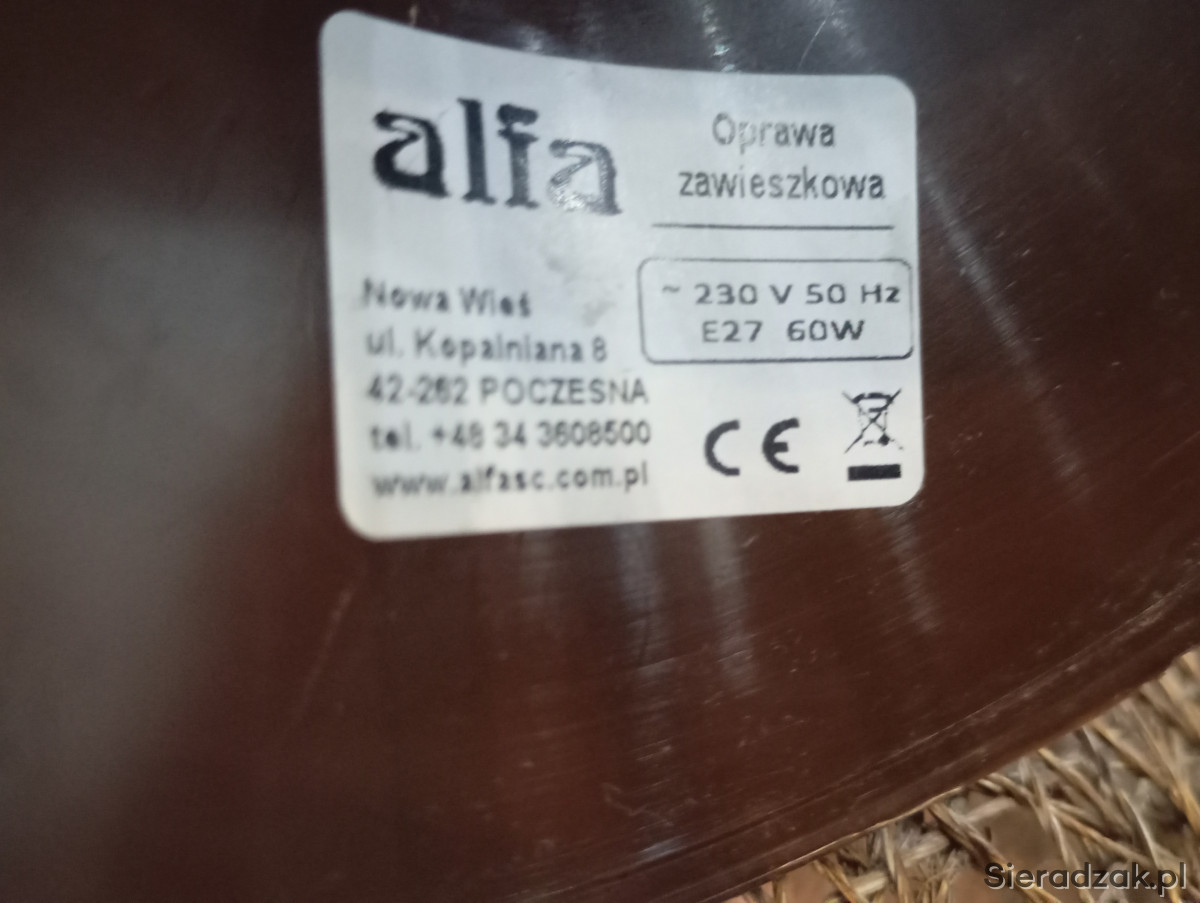 alfa
Oprawa
zawieszkowa
~ 230 V 50 Hz
E27 60W
Nowa Wieś
ul. Kopalniana 8
42-262 POCZESNA
tel. +48 34 3608500
www.alfasc.com.pl
CE
Sieradzak.pl